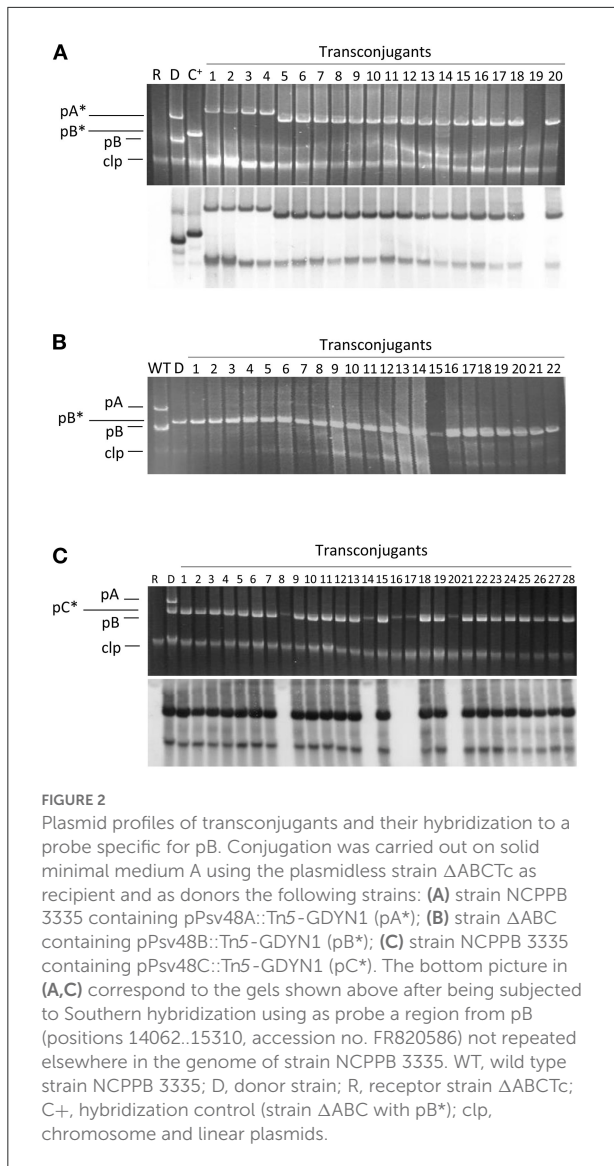 A
Transconjugants
R D C⁺ 1 2 3 4 5 6 7 8 9 10 11 12 13 14 15 16 17 18 19 20
pA*
pB*
pB
clp
B
Transconjugants
WT D 1 2 3 4 5 6 7 8 9 10 11 12 13 14 15 16 17 18 19 20 21 22
pA
pB*
pB
clp
C
Transconjugants
R D 1 2 3 4 5 6 7 8 9 10 11 12 13 14 15 16 17 18 19 20 21 22 23 24 25 26 27 28
pA
pC*
pB
clp
FIGURE 2
Plasmid profiles of transconjugants and their hybridization to a
probe specific for pB. Conjugation was carried out on solid
minimal medium A using the plasmidless strain ΔABCTc as
recipient and as donors the following strains: (A) strain NCPPB
3335 containing pPsv48A::Tn5-GDYN1 (pA*); (B) strain ΔABC
containing pPsv48B::Tn5-GDYN1 (pB*); (C) strain NCPPB 3335
containing pPsv48C::Tn5-GDYN1 (pC*). The bottom picture in
(A,C) correspond to the gels shown above after being subjected
to Southern hybridization using as probe a region from pB
(positions 14062..15310, accession no. FR820586) not repeated
elsewhere in the genome of strain NCPPB 3335. WT, wild type
strain NCPPB 3335; D, donor strain; R, receptor strain ΔABCTc;
C+, hybridization control (strain ΔABC with pB*); clp,
chromosome and linear plasmids.